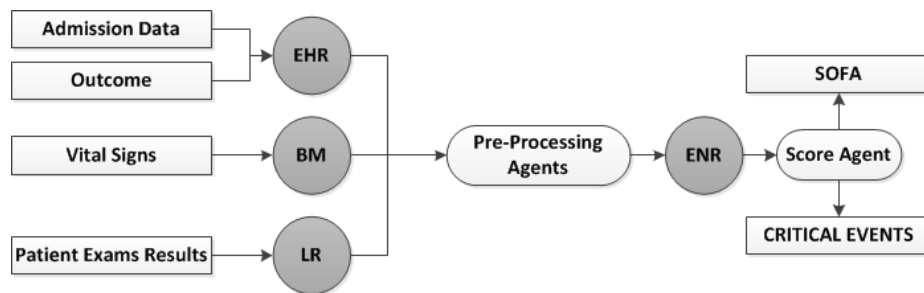 Admission Data
Outcome
EHR
Vital Signs
BM
Patient Exams Results
LR
Pre-Processing
Agents
ENR
SOFA
Score Agent
CRITICAL EVENTS